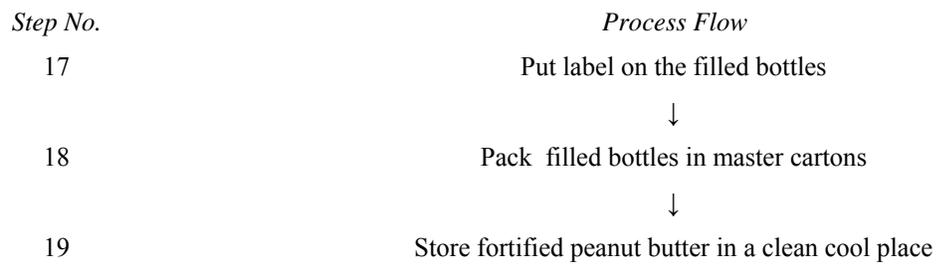 Step No. Process Flow
17 Put label on the filled bottles
↓
18 Pack filled bottles in master cartons
↓
19 Store fortified peanut butter in a clean cool place